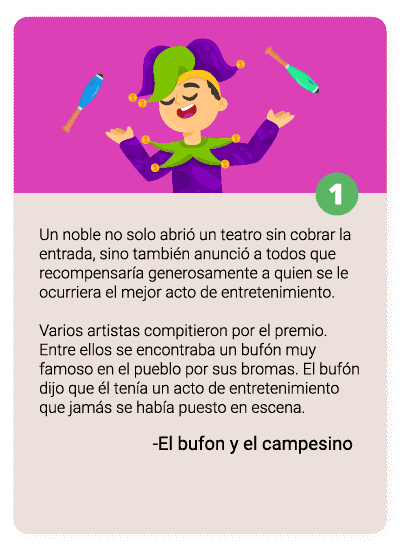 1
Un noble no solo abrió un teatro sin cobrar la
entrada, sino también anunció a todos que
recompensaría generosamente a quien se le
ocurriera el mejor acto de entretenimiento.
Varios artistas compitieron por el premio.
Entre ellos se encontraba un bufón muy
famoso en el pueblo por sus bromas. El bufón
dijo que él tenía un acto de entretenimiento
que jamás se había puesto en escena.
-El bufon y el campesino